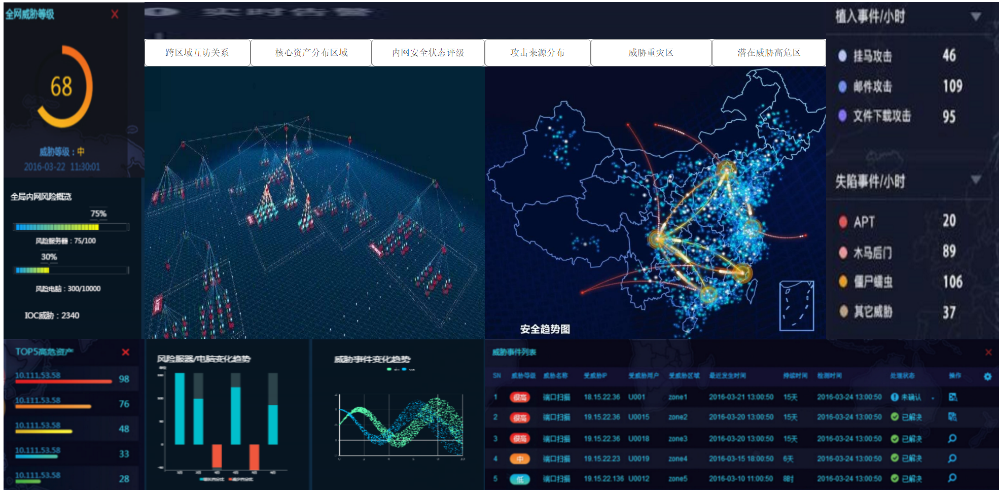 全网威胁等级
68
威胁等级：中
2016-03-22 11:30:01
全局内网风险概览
75%
风险服务器：75/100
30%
风险电脑：300/10000
IOC威胁：2340
实时告警
跨区域互访关系 核心资产分布区域 内网安全状态评级 攻击来源分布 威胁重灾区 潜在威胁高危区
安全趋势图
植入事件/小时
挂马攻击 46
邮件攻击 109
文件下载攻击 95
失陷事件/小时
APT 20
木马后门 89
僵尸蠕虫 106
其它威胁 37
TOP5高危资产
10.111.53.58 98
10.111.53.58 76
10.111.53.58 48
10.111.53.58 33
10.111.53.58 28
风险服器/电脑变化趋势
威胁事件变化趋势
威胁事件列表
SN 威胁等级 威胁名称 受威胁IP 受威胁用户 受威胁区域 最近发生时间 持续时间 检测时间 处理状态 操作
1 很高 端口扫描 18.15.22.36 U001 zone1 2016-03-21 13:00:50 15天 2016-03-24 13:00:50 未确认
2 很高 端口扫描 19.15.22.36 U0015 zone2 2016-03-20 13:00:50 15天 2016-03-24 13:00:50 已解决
3 很高 端口扫描 19.15.22.36 U0018 zone3 2016-03-20 13:00:50 15天 2016-03-24 13:00:50 已解决
4 中 端口扫描 19.15.22.23 U0019 zone4 2016-03-15 18:00:50 6天 2016-03-24 13:00:50 已解决
5 低 端口扫描 19.15.22.136 U0012 zone5 2016-03-10 11:00:50 8时 2016-03-24 13:00:50 已解决